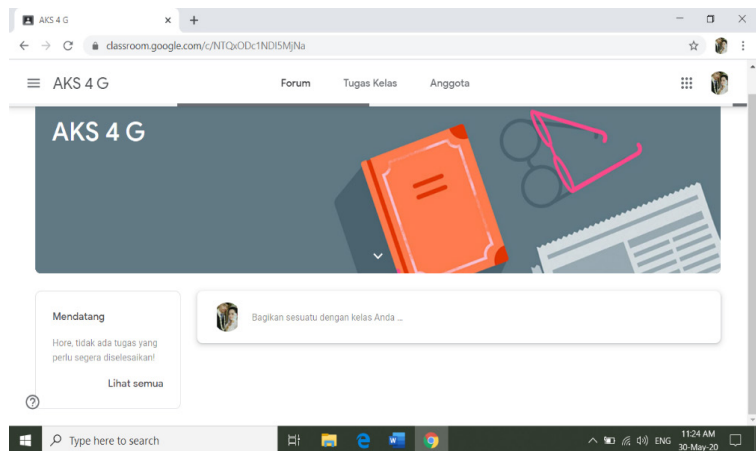 AKS 4 G
classroom.google.com/c/NTQxODc1NDI5MjNa
AKS 4 G
Forum Tugas Kelas Anggota
AKS 4 G
Mendatang
Hore, tidak ada tugas yang
perlu segera diselesaikan!
Lihat semua
Bagikan sesuatu dengan kelas Anda ...
Type here to search
ENG
11:24 AM
30-May-20